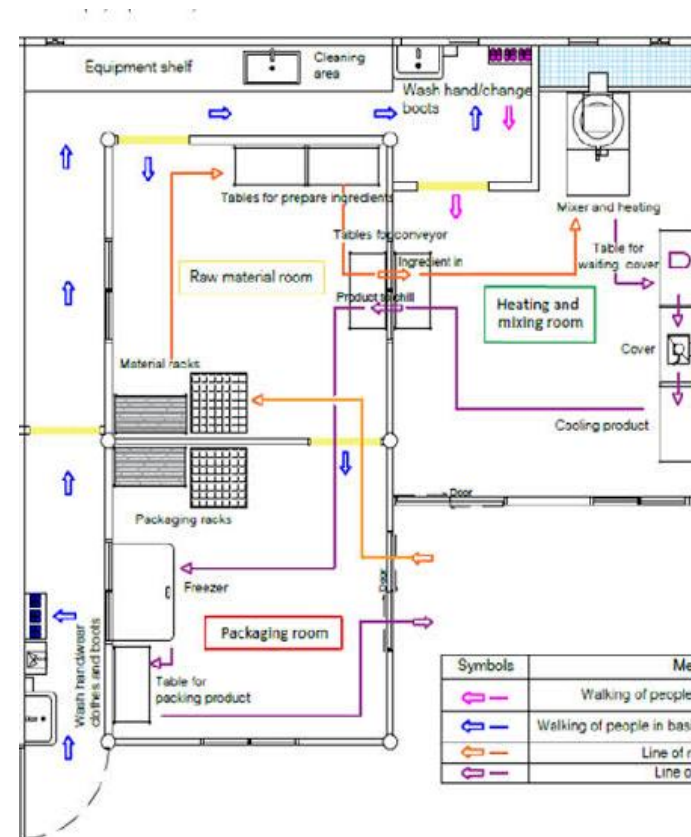 Equipment shelf
Cleaning
area
Wash hand/change
boots
Tables for prepare ingredients
Mixer and heating
Tables for conveyor
Ingredient in
Table for
waiting cover
Raw material room
Product to chill
Heating and
mixing room
Cover
Material racks
Cooling product
Packaging racks
Door
Freezer
Door
Packaging room
Wash hand/wear
clothes and boots
Table for
packing product
Symbols
Me
Walking of people
Walking of people in bas
Line of
Line o